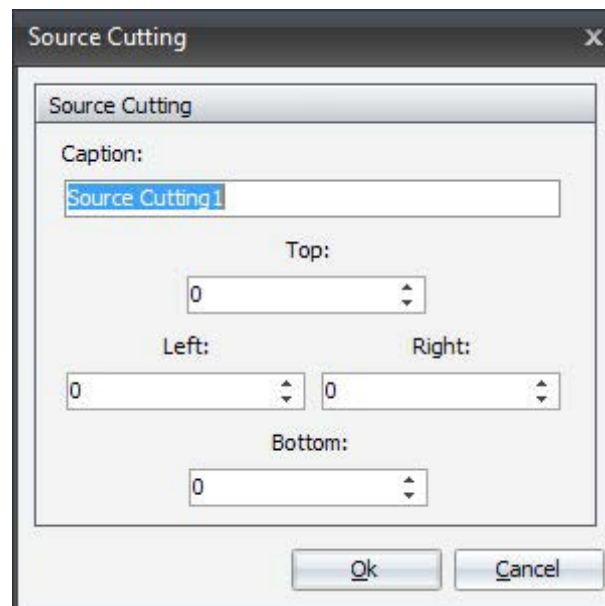 Source Cutting x
Source Cutting
Caption:
Source Cutting1
Top:
0
Left: Right:
0 0
Bottom:
0
Ok Cancel